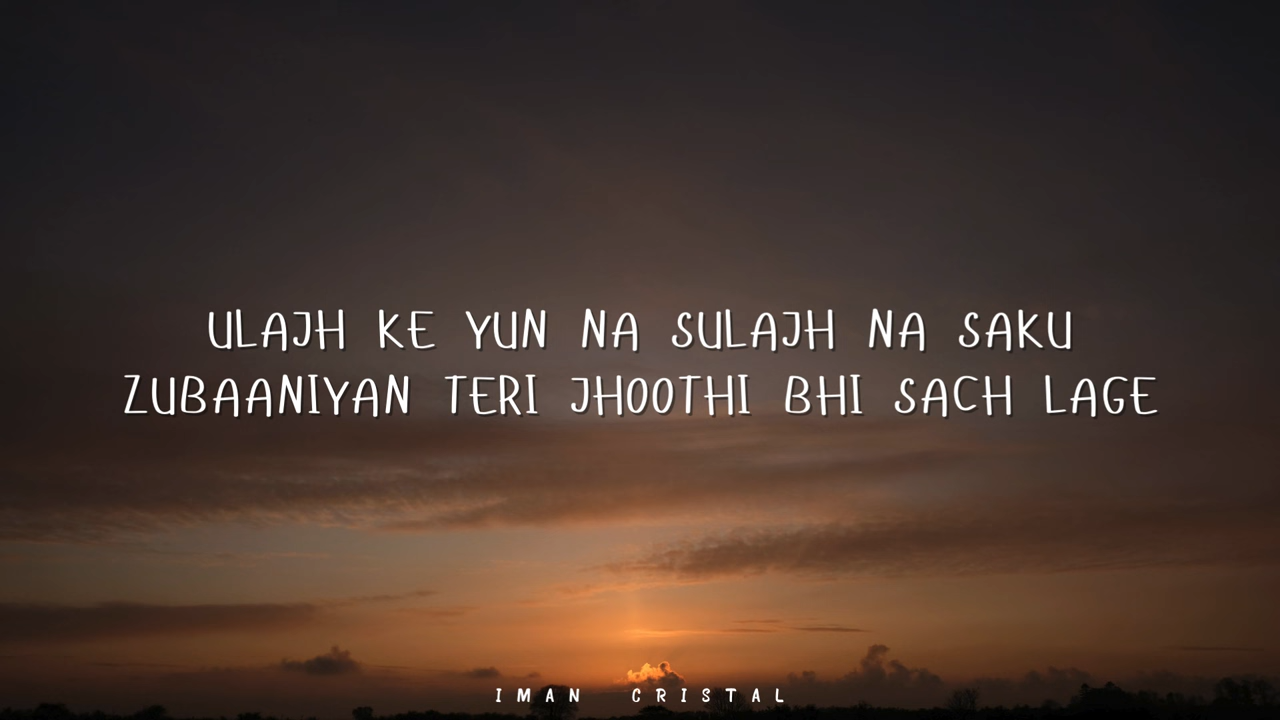 ULAJH KE YUN NA SULAJH NA SAKU
ZUBAANIYAN TERI JHOOTHI BHI SACH LAGE
IMAN CRISTAL